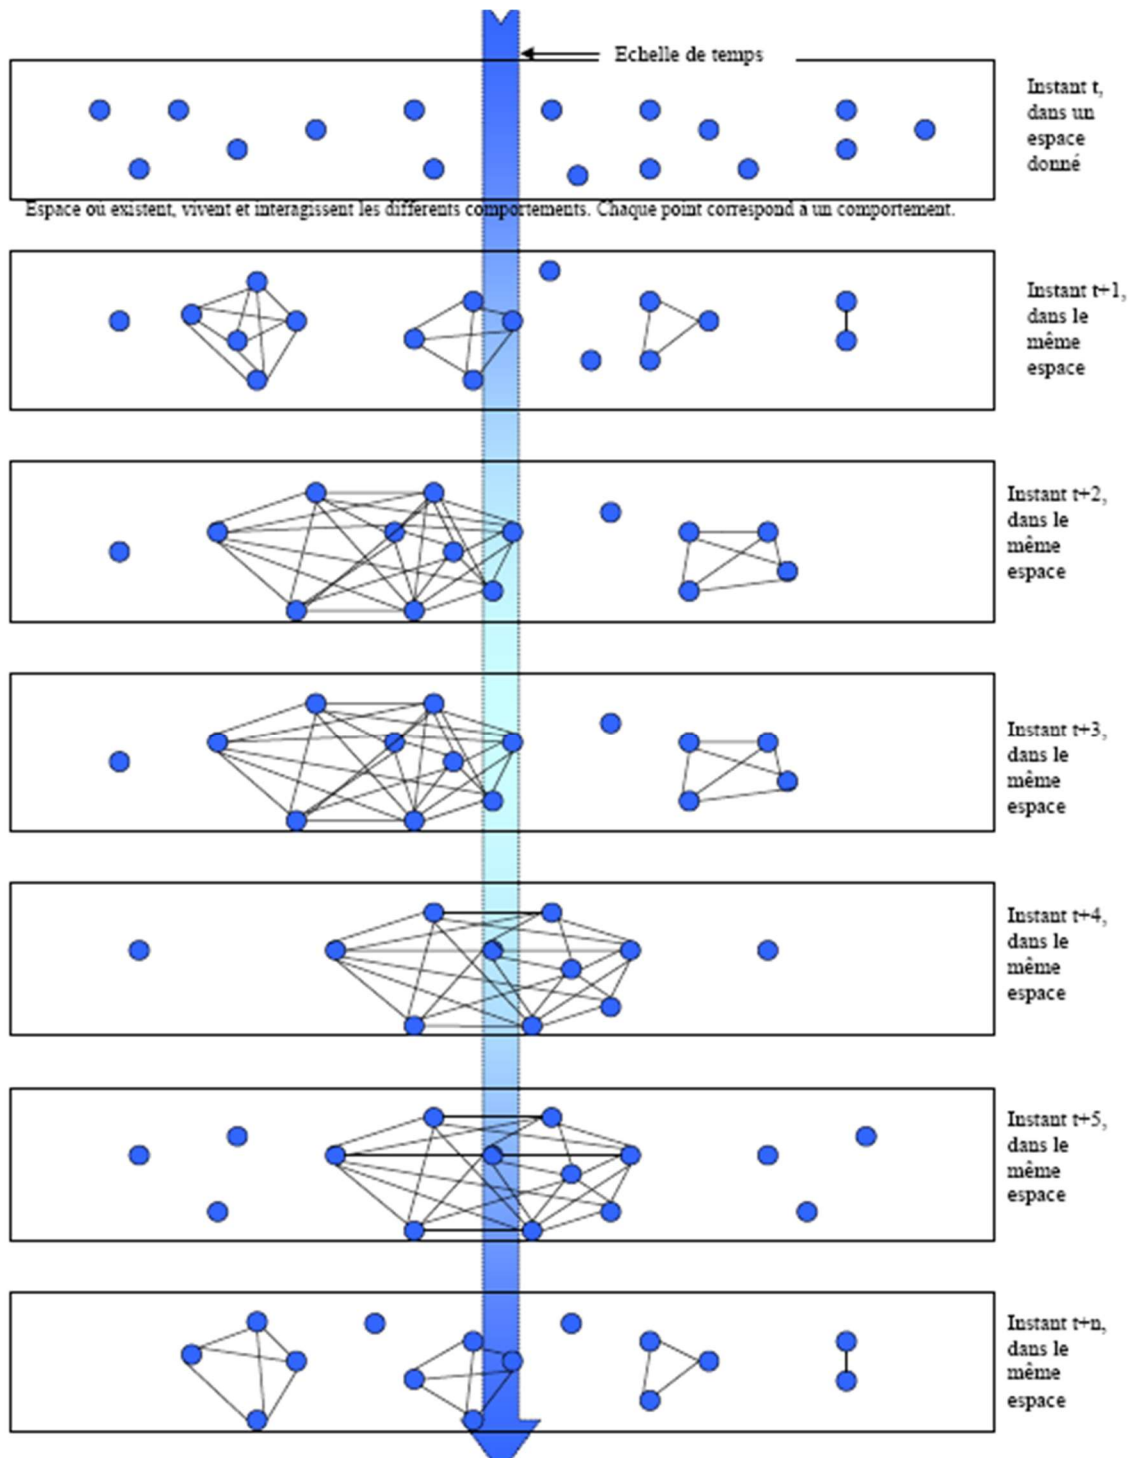 Echelle de temps
Instant t,
dans un
espace
donné
Espace où existent, vivent et interagissent les différents comportements. Chaque point correspond à un comportement.
Instant t+1,
dans le
même
espace
Instant t+2,
dans le
même
espace
Instant t+3,
dans le
même
espace
Instant t+4,
dans le
même
espace
Instant t+5,
dans le
même
espace
Instant t+n,
dans le
même
espace